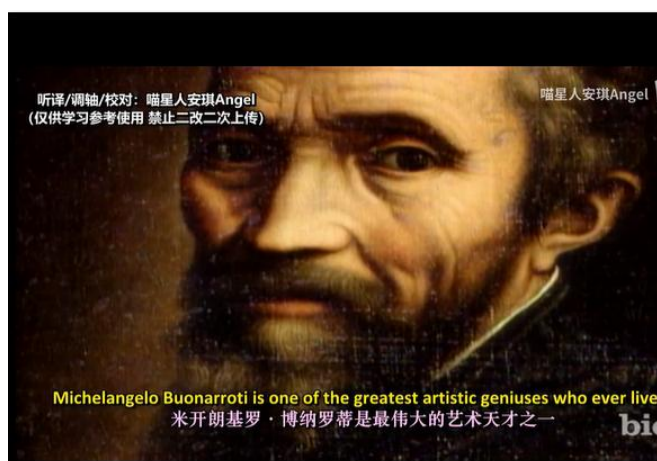 听译/调轴/校对：喵星人安琪Angel
(仅供学习参考使用 禁止二改二次上传)
喵星人安琪Angel
Michelangelo Buonarroti is one of the greatest artistic geniuses who ever live
米开朗基罗·博纳罗蒂是最伟大的艺术天才之一